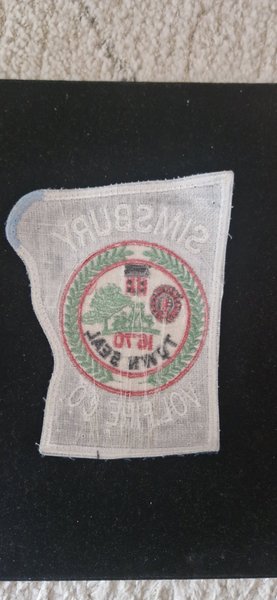 SIMSBURY
1670
TOWN SEAL
VOL. FIRE CO.